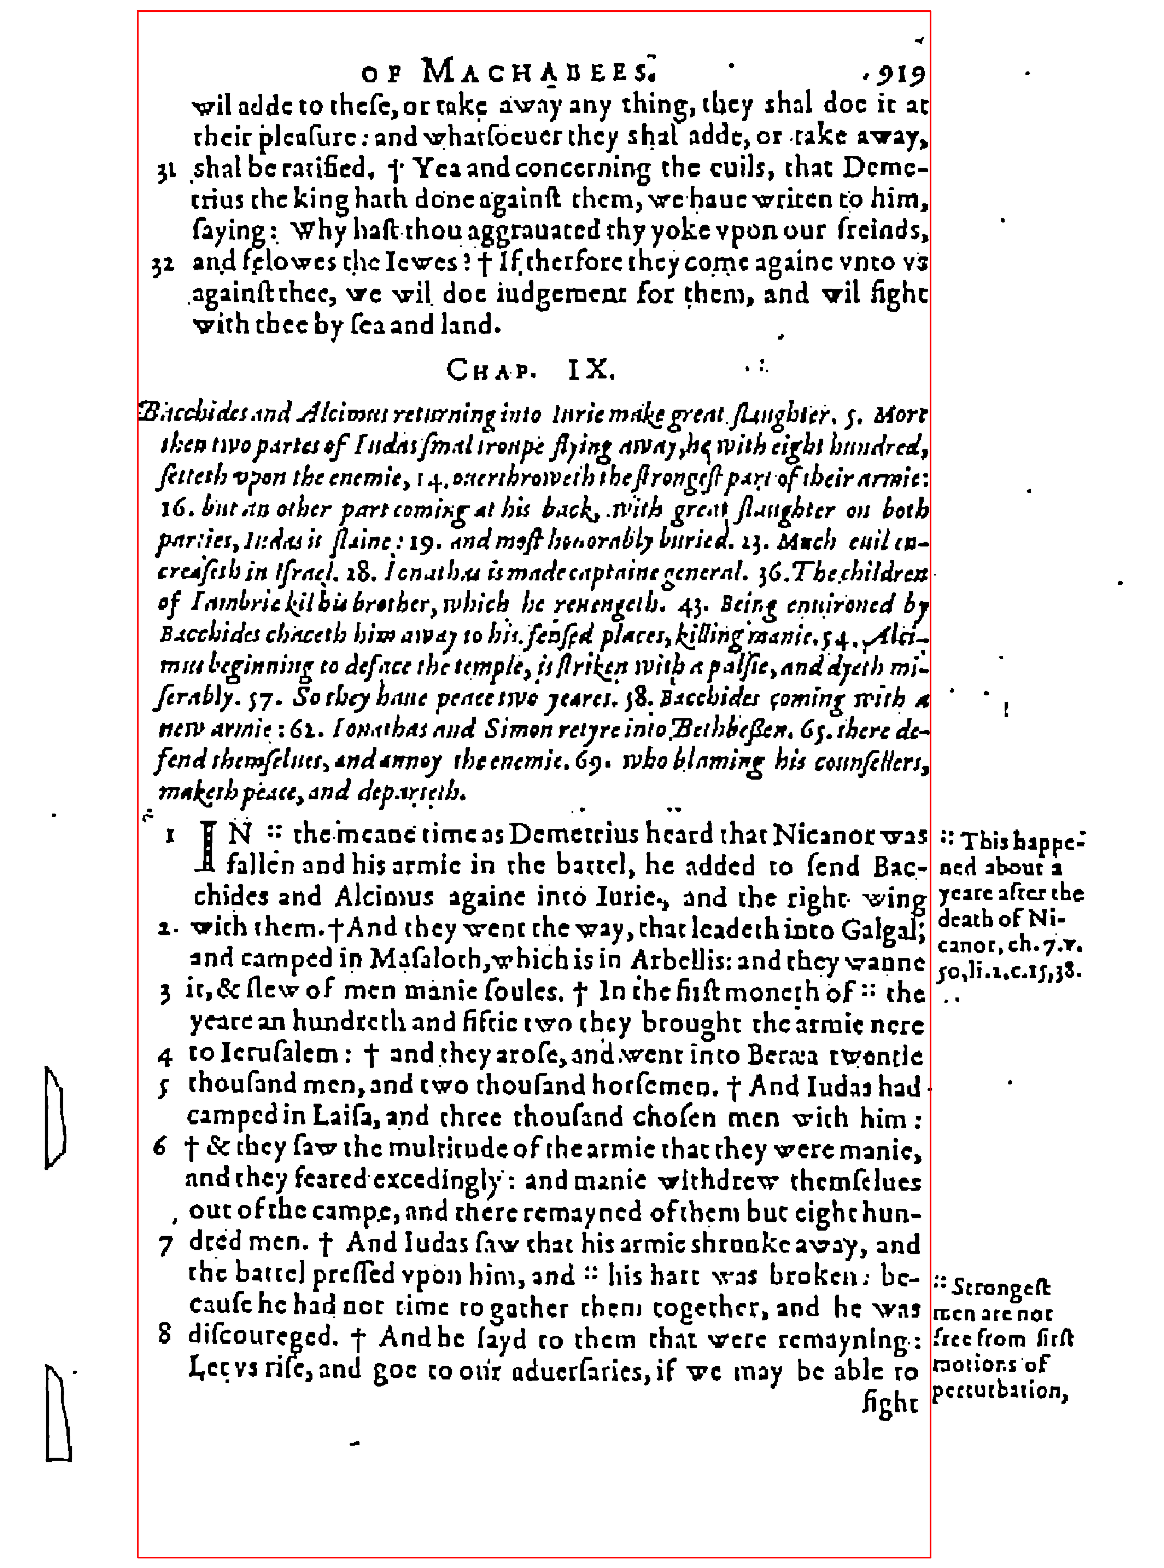 OF MACHABEES. 919
wil adde to these, or take away any thing, they shal doe it at
their pleasure: and whatsoeuer they shal adde, or take away,
31 shal be ratified. † Yea and concerning the euils, that Deme-
trius the king hath done against them, we haue writen to him,
saying: Why hast thou aggrauated thy yoke vpon our freinds,
32 and felowes the Iewes? † If therfore they come againe vnto vs
against thee, we wil doe iudgement for them, and wil fight
with thee by sea and land.
CHAP. IX.
Bacchides and Alcimus returning into Iurie make great slaughter. 5. More
then two partes of Iudas smal troupe flying away, he with eight hundred,
setteth vpon the enemie, 14. ouerthroweth the strongest part of their armie:
16. but an other part coming at his back, with great slaughter on both
parties, Iudas is slaine: 19. and most honorably buried. 23. Much euil en-
creaseth in Israel. 28. Ionathas is made captaine general. 36. The children
of Iambrie kil his brother, which he reuengeth. 43. Being enuironed by
Bacchides chaceth him away to his fensed places, killing manie. 54. Alci-
mus beginning to deface the temple, is striken with a palsie, and dyeth mi-
serably. 57. So they haue peace two yeares. 58. Bacchides coming with a
new armie: 62. Ionathas and Simon retyre into Bethbessen. 65. there de-
fend themselues, and annoy the enemie. 69. who blaming his counsellers,
maketh peace, and departeth.
1 IN :: the meane time as Demetrius heard that Nicanor was
fallen and his armie in the battel, he added to send Bac-
chides and Alcimus againe into Iurie, and the right wing
2 with them. † And they went the way, that leadeth into Galgal,
and camped in Masaloth, which is in Arbellis: and they wanne
3 it, & slew of men manie soules. † In the first moneth of :: the
yeare an hundreth and fiftie two they brought the armie nere
4 to Ierusalem: † and they arose, and went into Beræa twentie
5 thousand men, and two thousand horsemen. † And Iudas had
camped in Laisa, and three thousand chosen men with him:
6 † & they saw the multitude of the armie that they were manie,
and they feared excedingly: and manie withdrew themselues
out of the campe, and there remayned of them but eight hun-
7 dred men. † And Iudas saw that his armie shrunke away, and
the battel pressed vpon him, and :: his hart was broken: be-
cause he had not time to gather them together, and he was
8 discoureged. † And he sayd to them that were remayning:
Let vs rise, and goe to our aduersaries, if we may be able to
fight
:: This happe-
ned about a
yeare after the
death of Ni-
canor, ch. 7. v.
50, li. 2. c. 15, 38.
:: Strongest
men are not
free from first
motions of
perturbation,